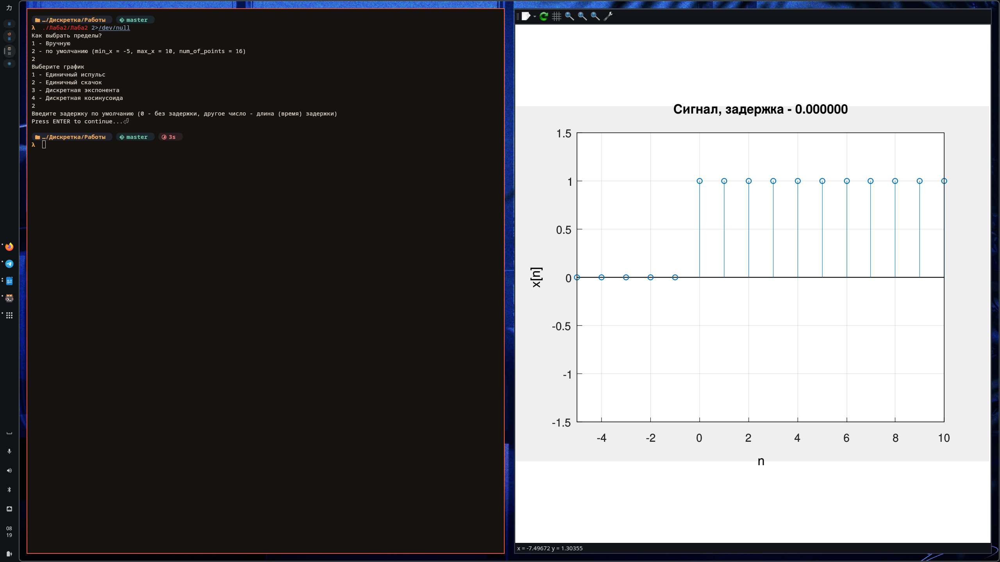 力
…/Дискретка/Работы master
λ ./Лаба2/Лаба2 2>/dev/null
Как выбрать пределы?
1 - Вручную
2 - по умолчанию (min_x = -5, max_x = 10, num_of_points = 16)
2
Выберите график
1 - Единичный испульс
2 - Единичный скачок
3 - Дискретная экспонента
4 - Дискретная косинусоида
2
Введите задержку по умолчанию (0 - без задержки, другое число - длина (время) задержки)
Press ENTER to continue...⏎
…/Дискретка/Работы master 3s
λ
08
19
Сигнал, задержка - 0.000000
1.5
1
0.5
0
-0.5
-1
-1.5
x[n]
-4 -2 0 2 4 6 8 10
n
x = -7.49672 y = 1.30355